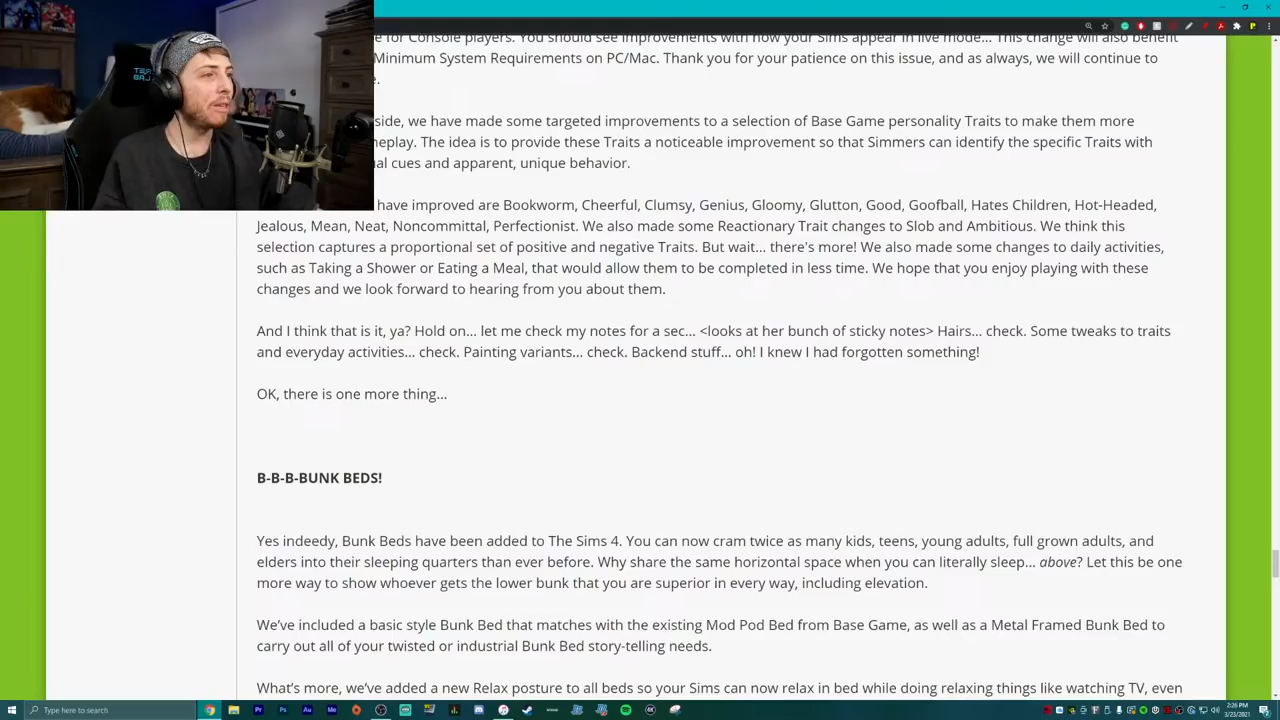 e for Console players. You should see improvements with how your Sims appear in live mode... This change will also benefit
Minimum System Requirements on PC/Mac. Thank you for your patience on this issue, and as always, we will continue to
e.
side, we have made some targeted improvements to a selection of Base Game personality Traits to make them more
meplay. The idea is to provide these Traits a noticeable improvement so that Simmers can identify the specific Traits with
al cues and apparent, unique behavior.
have improved are Bookworm, Cheerful, Clumsy, Genius, Gloomy, Glutton, Good, Goofball, Hates Children, Hot-Headed,
Jealous, Mean, Neat, Noncommittal, Perfectionist. We also made some Reactionary Trait changes to Slob and Ambitious. We think this
selection captures a proportional set of positive and negative Traits. But wait... there's more! We also made some changes to daily activities,
such as Taking a Shower or Eating a Meal, that would allow them to be completed in less time. We hope that you enjoy playing with these
changes and we look forward to hearing from you about them.
And I think that is it, ya? Hold on... let me check my notes for a sec... <looks at her bunch of sticky notes> Hairs... check. Some tweaks to traits
and everyday activities... check. Painting variants... check. Backend stuff... oh! I knew I had forgotten something!
OK, there is one more thing...
B-B-B-BUNK BEDS!
Yes indeedy, Bunk Beds have been added to The Sims 4. You can now cram twice as many kids, teens, young adults, full grown adults, and
elders into their sleeping quarters than ever before. Why share the same horizontal space when you can literally sleep... above? Let this be one
more way to show whoever gets the lower bunk that you are superior in every way, including elevation.
We've included a basic style Bunk Bed that matches with the existing Mod Pod Bed from Base Game, as well as a Metal Framed Bunk Bed to
carry out all of your twisted or industrial Bunk Bed story-telling needs.
What's more, we've added a new Relax posture to all beds so your Sims can now relax in bed while doing relaxing things like watching TV, even
Type here to search
2:26 PM
3/23/2021